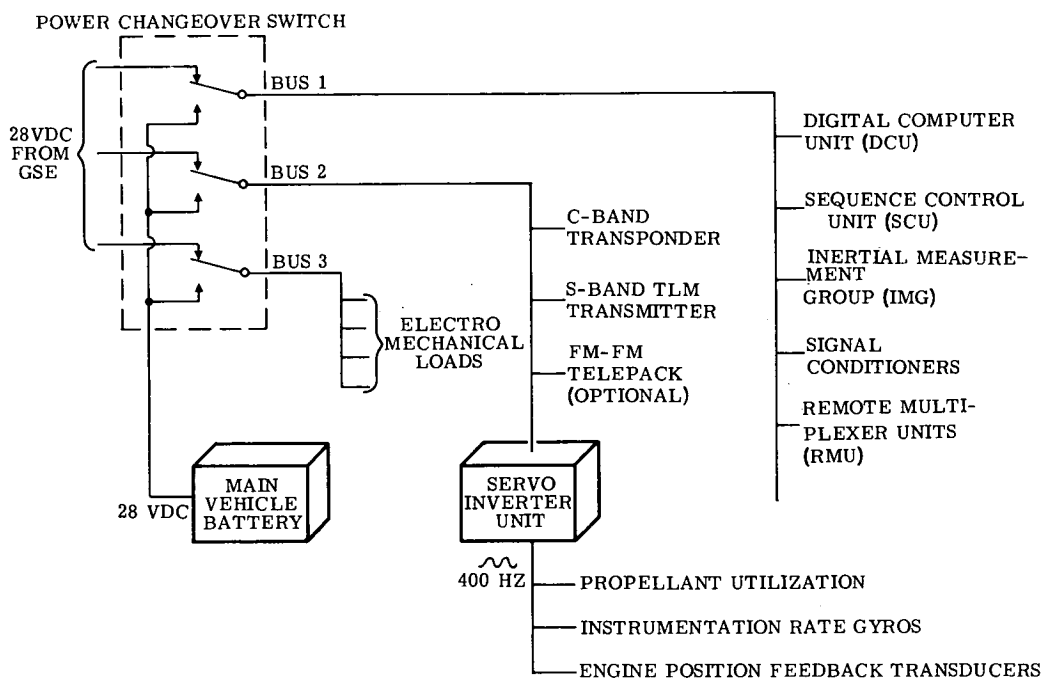 POWER CHANGEOVER SWITCH
BUS 1
28VDC
FROM
GSE
BUS 2
BUS 3
ELECTRO
MECHANICAL
LOADS
C-BAND
TRANSPONDER
S-BAND TLM
TRANSMITTER
FM-FM
TELEPACK
(OPTIONAL)
DIGITAL COMPUTER
UNIT (DCU)
SEQUENCE CONTROL
UNIT (SCU)
INERTIAL MEASURE-
MENT
GROUP (IMG)
SIGNAL
CONDITIONERS
REMOTE MULTI-
PLEXER UNITS
(RMU)
28 VDC
MAIN
VEHICLE
BATTERY
SERVO
INVERTER
UNIT
400 HZ
PROPELLANT UTILIZATION
INSTRUMENTATION RATE GYROS
ENGINE POSITION FEEDBACK TRANSDUCERS